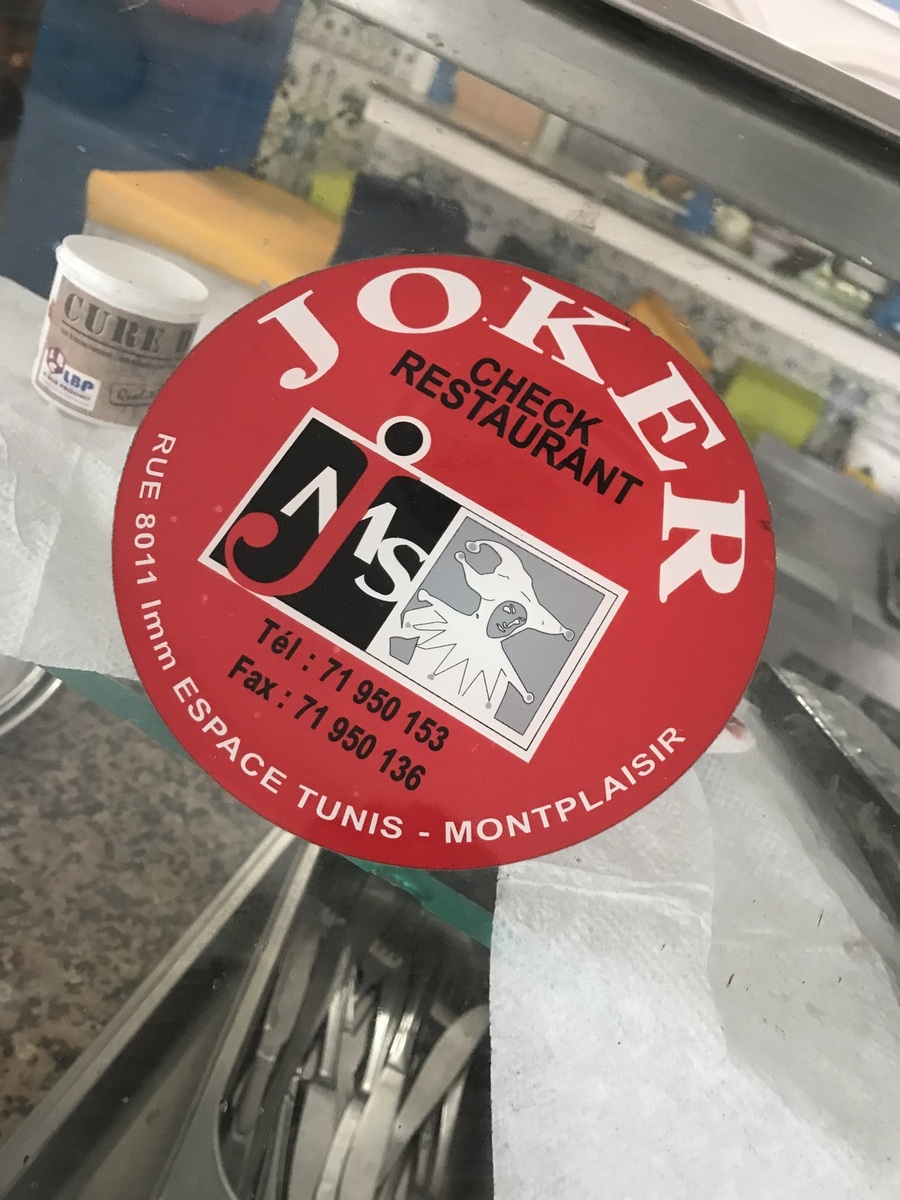 JOKER
CHECK
RESTAURANT
JMS
Tél : 71 950 153
Fax : 71 950 136
RUE 8011 Imm ESPACE TUNIS - MONTPLAISIR
CURE
LBP